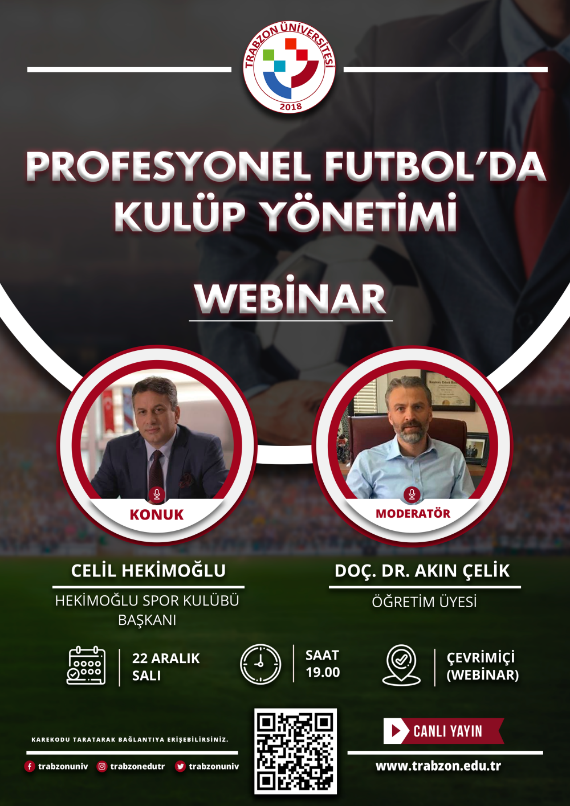 TRABZON ÜNİVERSİTESİ
2018
PROFESYONEL FUTBOL'DA
KULÜP YÖNETİMİ
WEBİNAR
KONUK
MODERATÖR
CELİL HEKİMOĞLU
HEKİMOĞLU SPOR KULÜBÜ
BAŞKANI
DOÇ. DR. AKIN ÇELİK
ÖĞRETİM ÜYESİ
22 ARALIK
SALI
SAAT
19.00
ÇEVRİMİÇİ
(WEBİNAR)
KAREKODU TARATARAK BAĞLANTIYA ERİŞEBİLİRSİNİZ.
trabzonuniv
trabzonedutr
trabzonuniv
CANLI YAYIN
www.trabzon.edu.tr